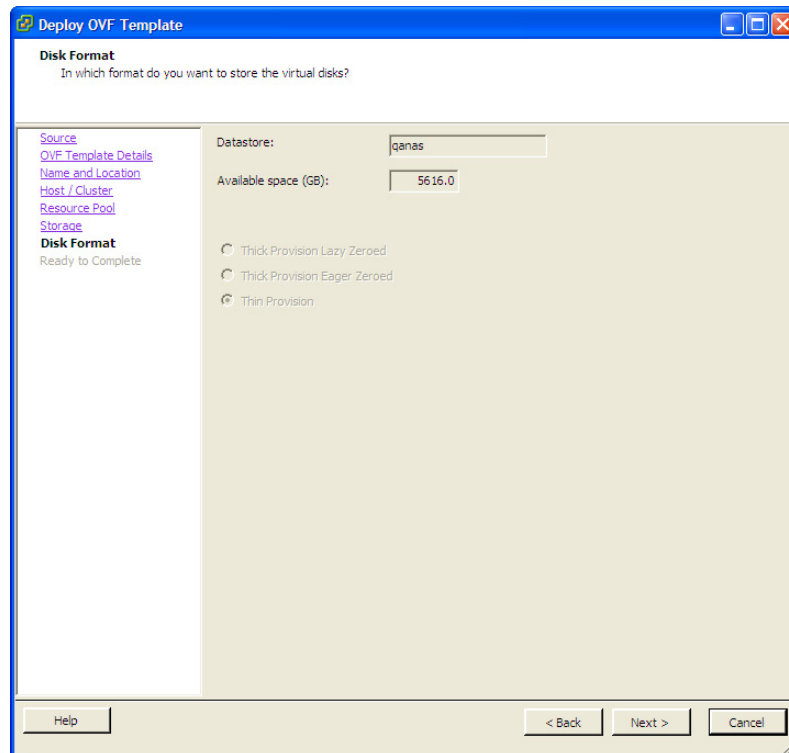 Deploy OVF Template
Disk Format
In which format do you want to store the virtual disks?
Source
OVF Template Details
Name and Location
Host / Cluster
Resource Pool
Storage
Disk Format
Ready to Complete
Datastore: qanas
Available space (GB): 5616.0
Thick Provision Lazy Zeroed
Thick Provision Eager Zeroed
Thin Provision
Help
< Back
Next >
Cancel